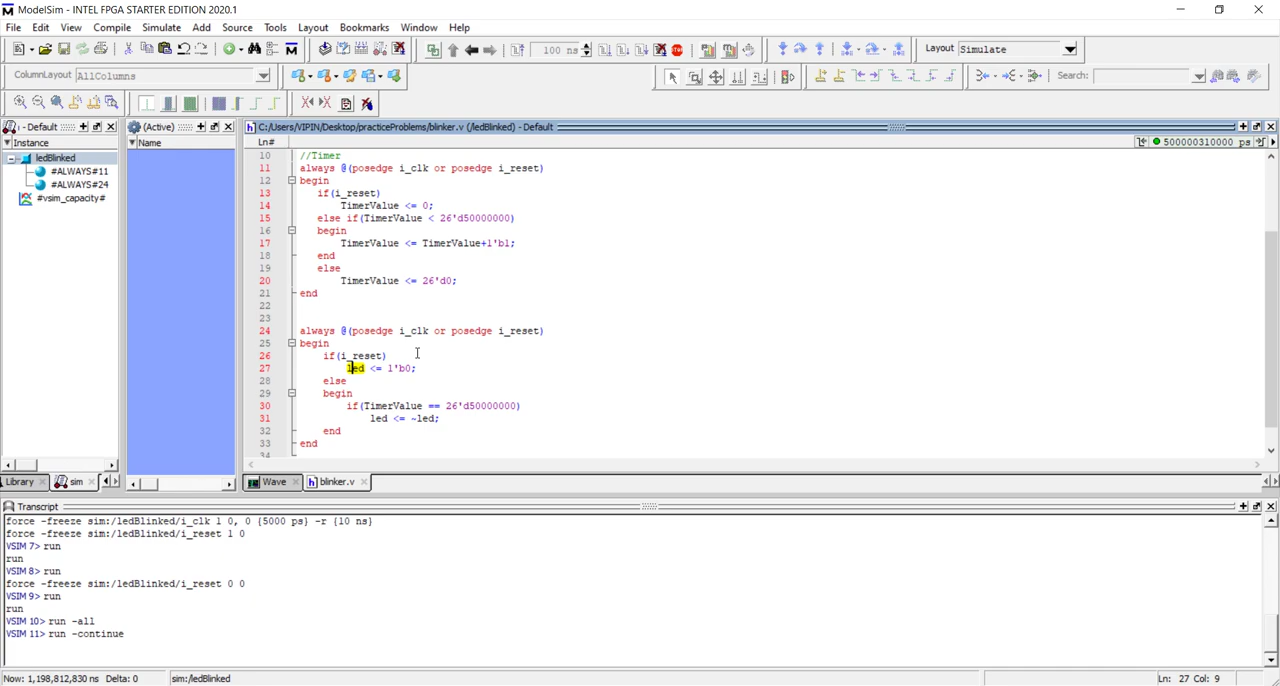 ModelSim - INTEL FPGA STARTER EDITION 2020.1
File Edit View Compile Simulate Add Source Tools Layout Bookmarks Window Help
100 ns
Layout Simulate
ColumnLayout AllColumns
Search:
- Default
(Active)
C:/Users/VIPIN/Desktop/practiceProblems/blinker.v (/ledBlinked) - Default
Instance
Name
Ln#
500000310000 ps
ledBlinked
#ALWAYS#11
#ALWAYS#24
#vsim_capacity#
10 //Timer
11 always @(posedge i_clk or posedge i_reset)
12 begin
13 if(i_reset)
14 TimerValue <= 0;
15 else if(TimerValue < 26'd50000000)
16 begin
17 TimerValue <= TimerValue+1'b1;
18 end
19 else
20 TimerValue <= 26'd0;
21 end
22
23
24 always @(posedge i_clk or posedge i_reset)
25 begin
26 if(i_reset)
27 led <= 1'b0;
28 else
29 begin
30 if(TimerValue == 26'd50000000)
31 led <= ~led;
32 end
33 end
34
Library
sim
Wave
blinker.v
Transcript
force -freeze sim:/ledBlinked/i_clk 1 0, 0 {5000 ps} -r {10 ns}
force -freeze sim:/ledBlinked/i_reset 1 0
VSIM 7> run
run
VSIM 8> run
force -freeze sim:/ledBlinked/i_reset 0 0
VSIM 9> run
run
VSIM 10> run -all
VSIM 11> run -continue
Now: 1,198,812,830 ns Delta: 0
sim:/ledBlinked
Ln: 27 Col: 9